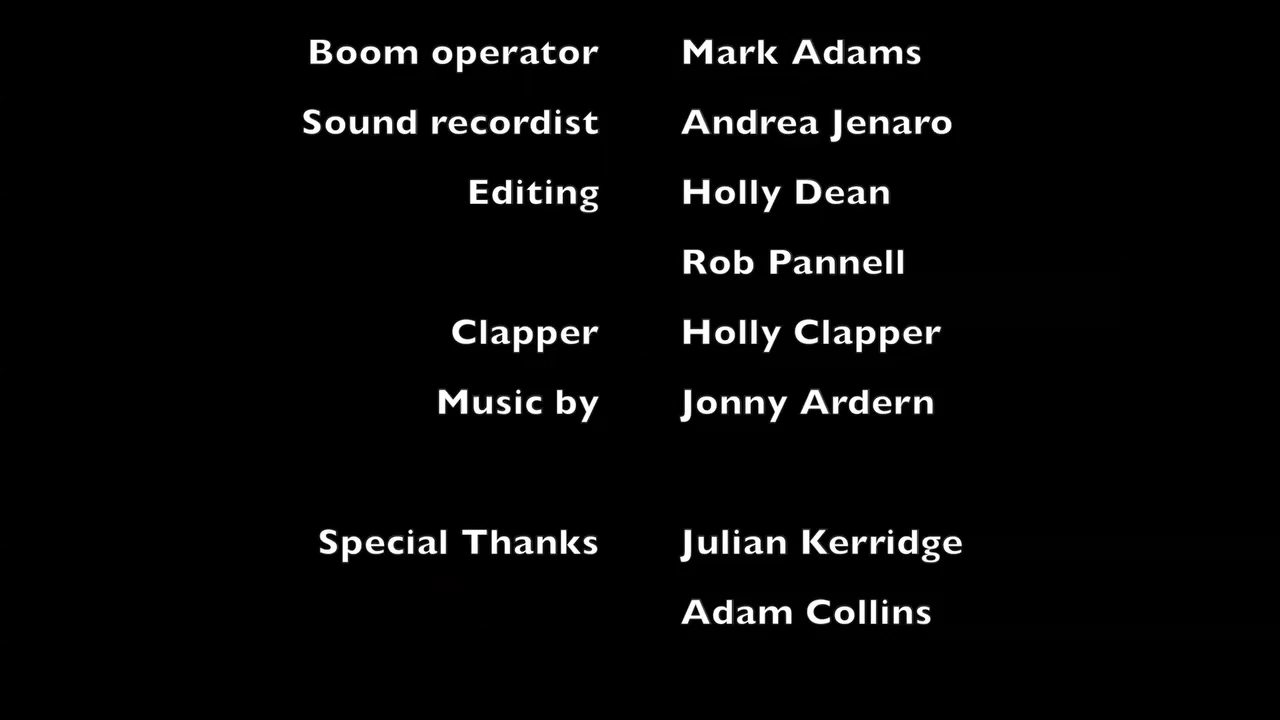 Boom operator Mark Adams
Sound recordist Andrea Jenaro
Editing Holly Dean
Rob Pannell
Clapper Holly Clapper
Music by Jonny Ardern
Special Thanks Julian Kerridge
Adam Collins